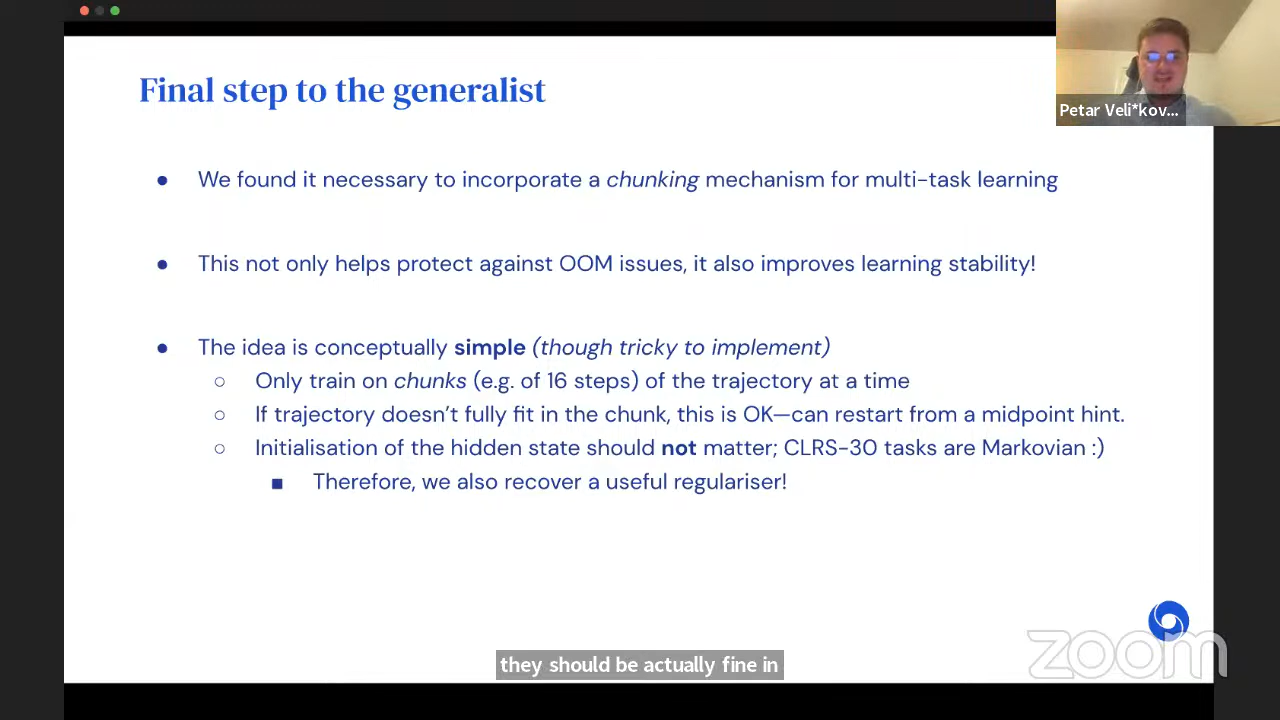 Final step to the generalist
Petar Veli*kov...
● We found it necessary to incorporate a chunking mechanism for multi-task learning
● This not only helps protect against OOM issues, it also improves learning stability!
● The idea is conceptually simple (though tricky to implement)
○ Only train on chunks (e.g. of 16 steps) of the trajectory at a time
○ If trajectory doesn't fully fit in the chunk, this is OK—can restart from a midpoint hint.
○ Initialisation of the hidden state should not matter; CLRS-30 tasks are Markovian :)
■ Therefore, we also recover a useful regulariser!
zoom
they should be actually fine in